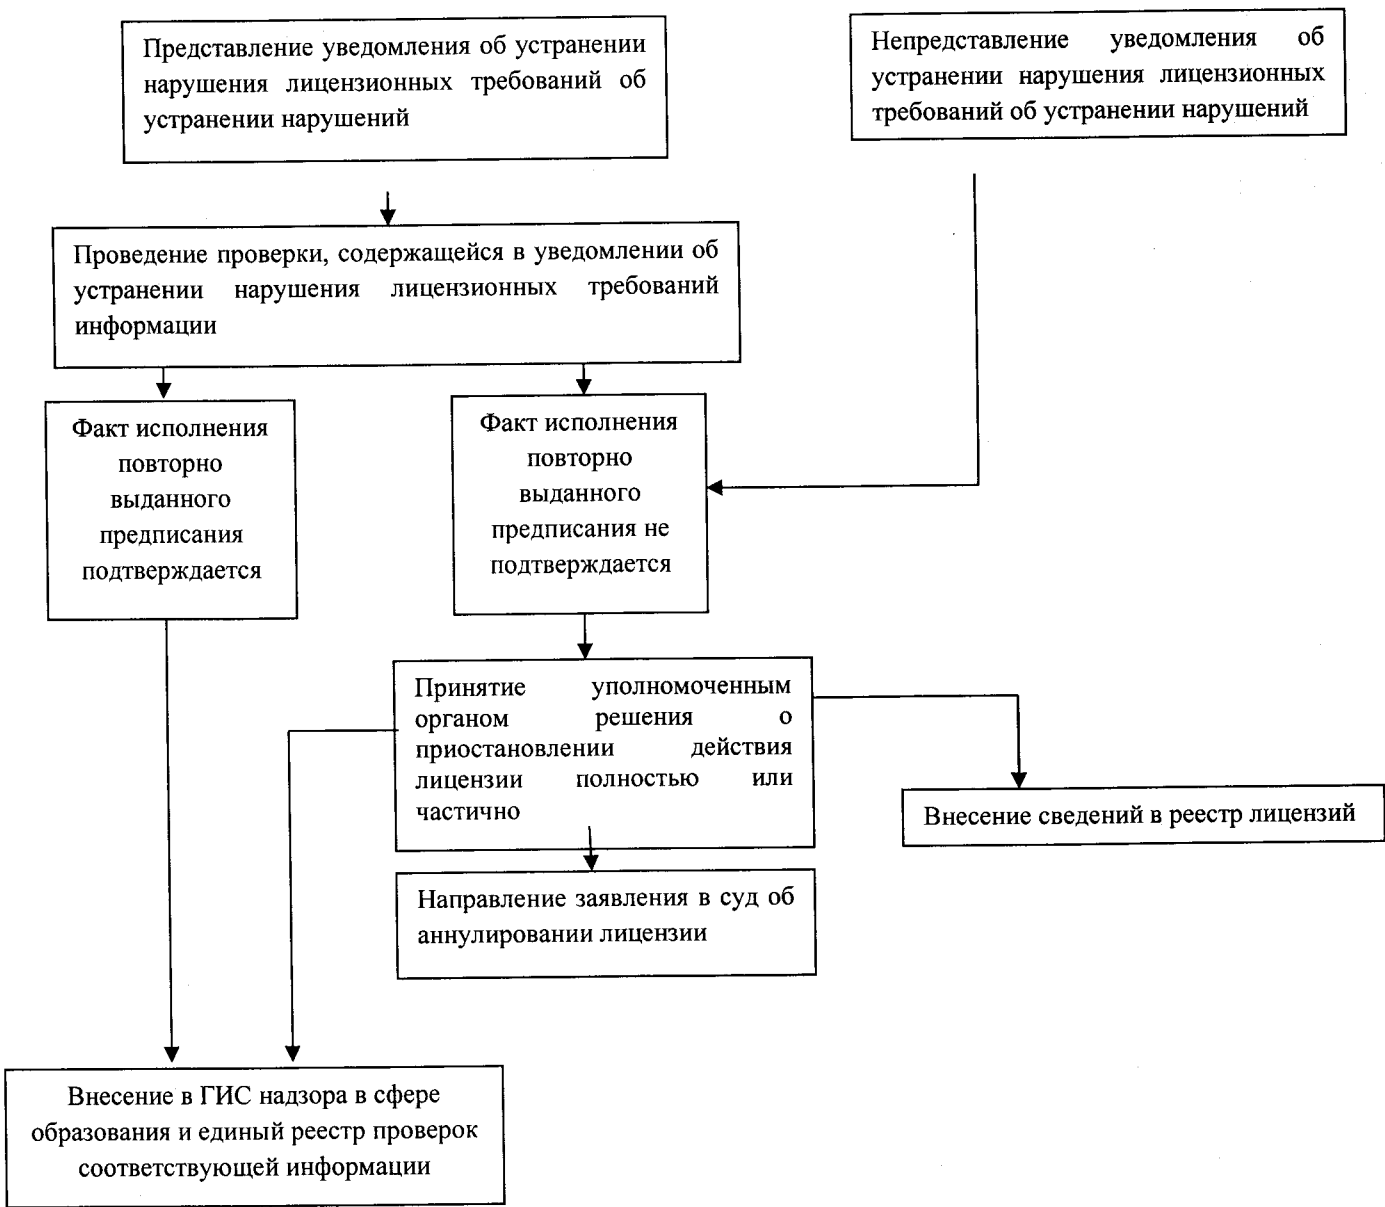 Представление уведомления об устранении
нарушения лицензионных требований об
устранении нарушений
Непредставление уведомления об
устранении нарушения лицензионных
требований об устранении нарушений
Проведение проверки, содержащейся в уведомлении об
устранении нарушения лицензионных требований
информации
Факт исполнения
повторно
выданного
предписания
подтверждается
Факт исполнения
повторно
выданного
предписания не
подтверждается
Принятие уполномоченным
органом решения о
приостановлении действия
лицензии полностью или
частично
Внесение сведений в реестр лицензий
Направление заявления в суд об
аннулировании лицензии
Внесение в ГИС надзора в сфере
образования и единый реестр проверок
соответствующей информации